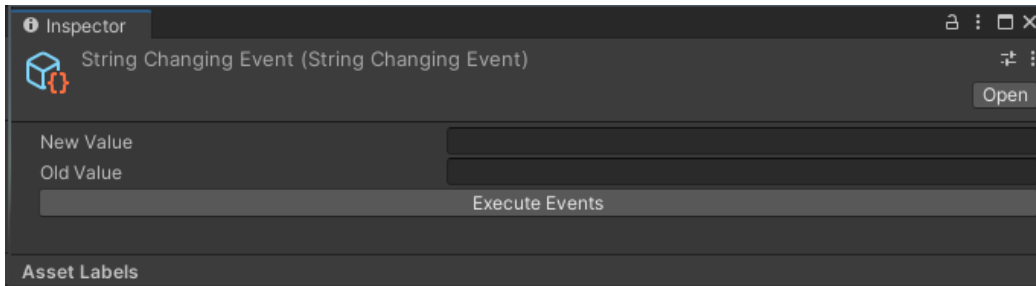 Inspector
String Changing Event (String Changing Event)
Open
New Value
Old Value
Execute Events
Asset Labels